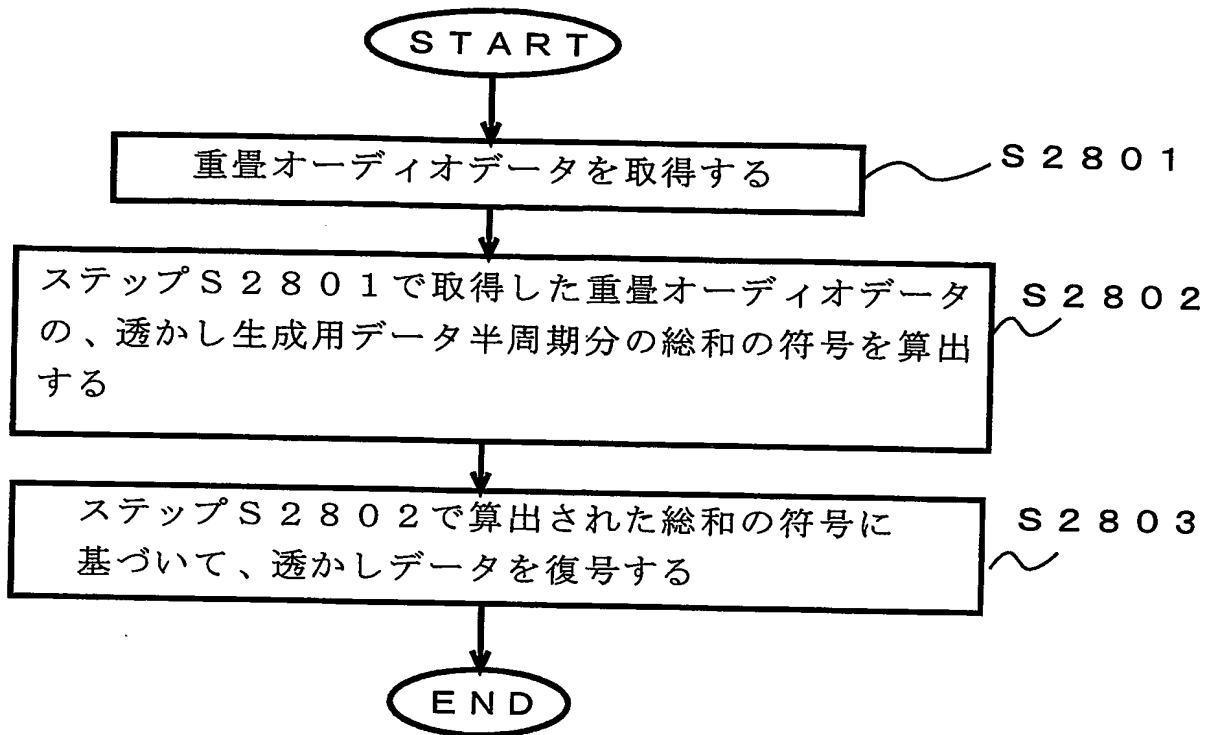 START
重畳オーディオデータを取得する
S2801
ステップS2801で取得した重畳オーディオデータ
の、透かし生成用データ半周期分の総和の符号を算出
する
S2802
ステップS2802で算出された総和の符号に
基づいて、透かしデータを復号する
S2803
END